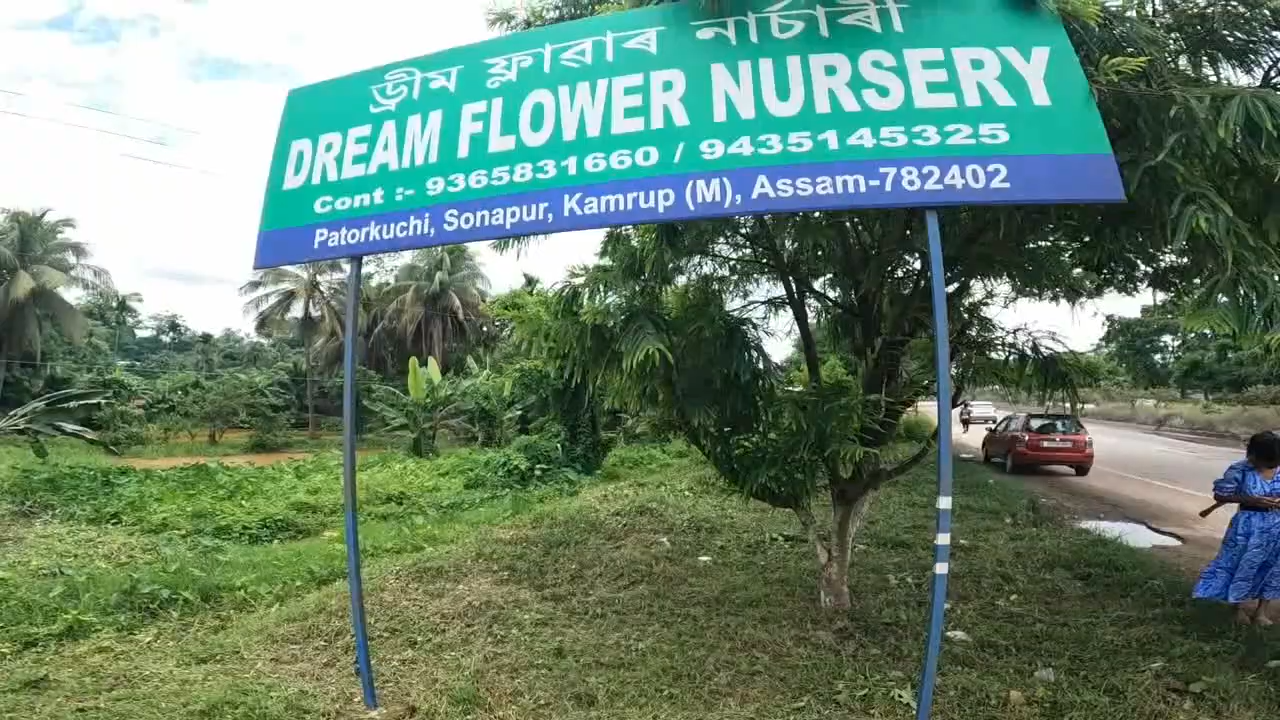 ড্ৰীম ফ্লাৱাৰ নাৰ্চাৰী
DREAM FLOWER NURSERY
Cont :- 9365831660 / 9435145325
Patorkuchi, Sonapur, Kamrup (M), Assam-782402